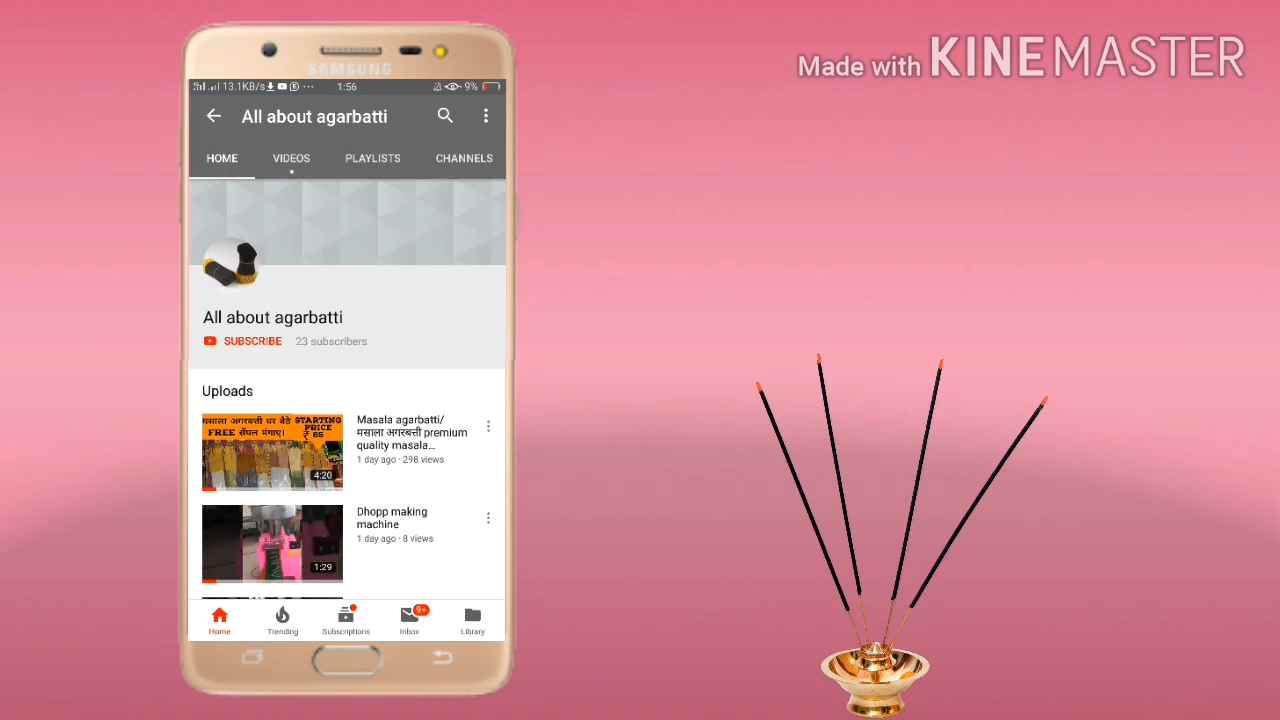 Made with KINEMASTER
SAMSUNG
13.1KB/s 1:56 9%
All about agarbatti
HOME VIDEOS PLAYLISTS CHANNELS
All about agarbatti
SUBSCRIBE 23 subscribers
Uploads
मसाला अगरबत्ती घर बैठे STARTING
FREE सैंपल मंगाए। PRICE
₹ 65
4:20
Masala agarbatti/
मसाला अगरबत्ती premium
quality masala...
1 day ago · 298 views
1:29
Dhopp making
machine
1 day ago · 8 views
9+
Home Trending Subscriptions Inbox Library